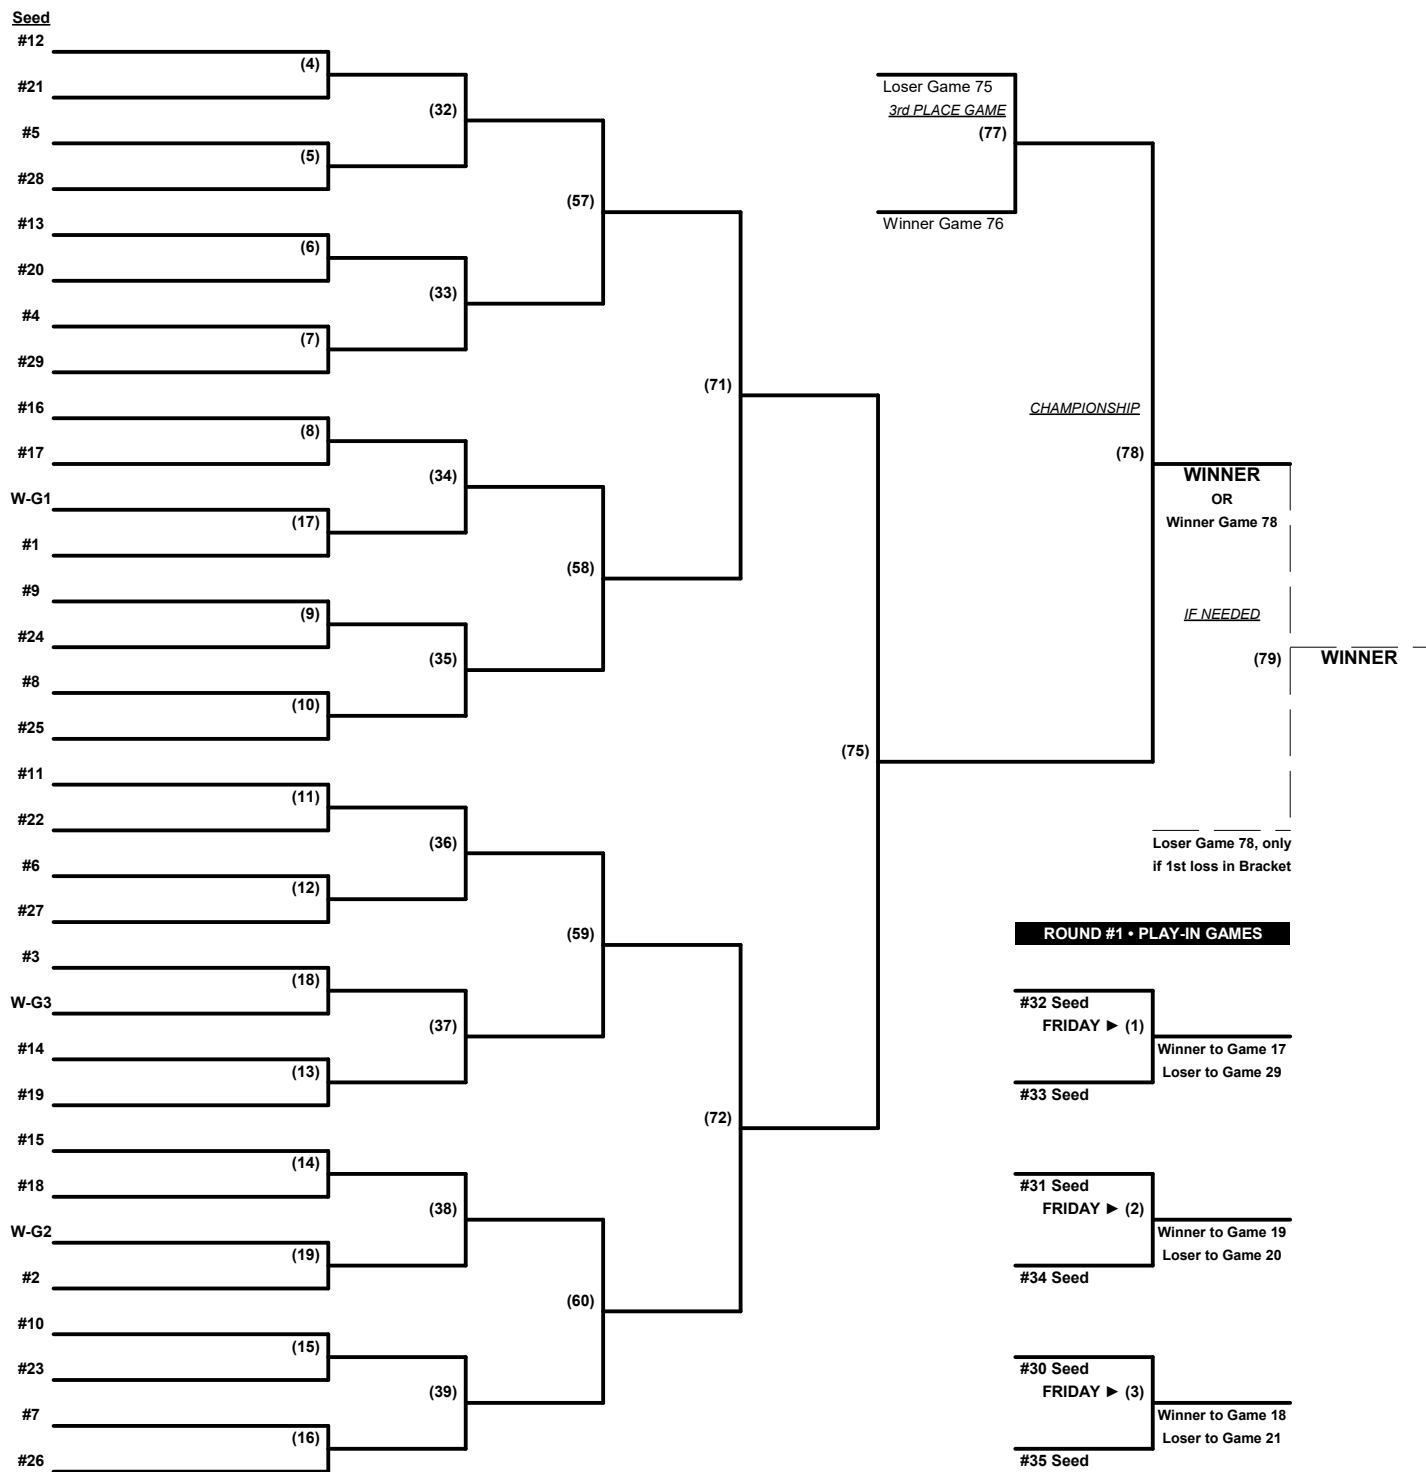 Seed
#12
(4)
#21
(32)
#5
(5)
#28
(57)
#13
(6)
#20
(33)
#4
(7)
#29
(71)
#16
(8)
#17
(34)
W-G1
(17)
#1
(58)
#9
(9)
#24
(35)
#8
(10)
#25
(75)
#11
(11)
#22
(36)
#6
(12)
#27
(59)
#3
(18)
W-G3
(37)
#14
(13)
#19
(72)
#15
(14)
#18
(38)
W-G2
(19)
#2
(60)
#10
(15)
#23
(39)
#7
(16)
#26
Loser Game 75
3rd PLACE GAME
(77)
Winner Game 76
CHAMPIONSHIP
(78)
WINNER
OR
Winner Game 78
IF NEEDED
(79)
WINNER
Loser Game 78, only
if 1st loss in Bracket
ROUND #1 • PLAY-IN GAMES
#32 Seed
FRIDAY ► (1)
Winner to Game 17
Loser to Game 29
#33 Seed
#31 Seed
FRIDAY ► (2)
Winner to Game 19
Loser to Game 20
#34 Seed
#30 Seed
FRIDAY ► (3)
Winner to Game 18
Loser to Game 21
#35 Seed